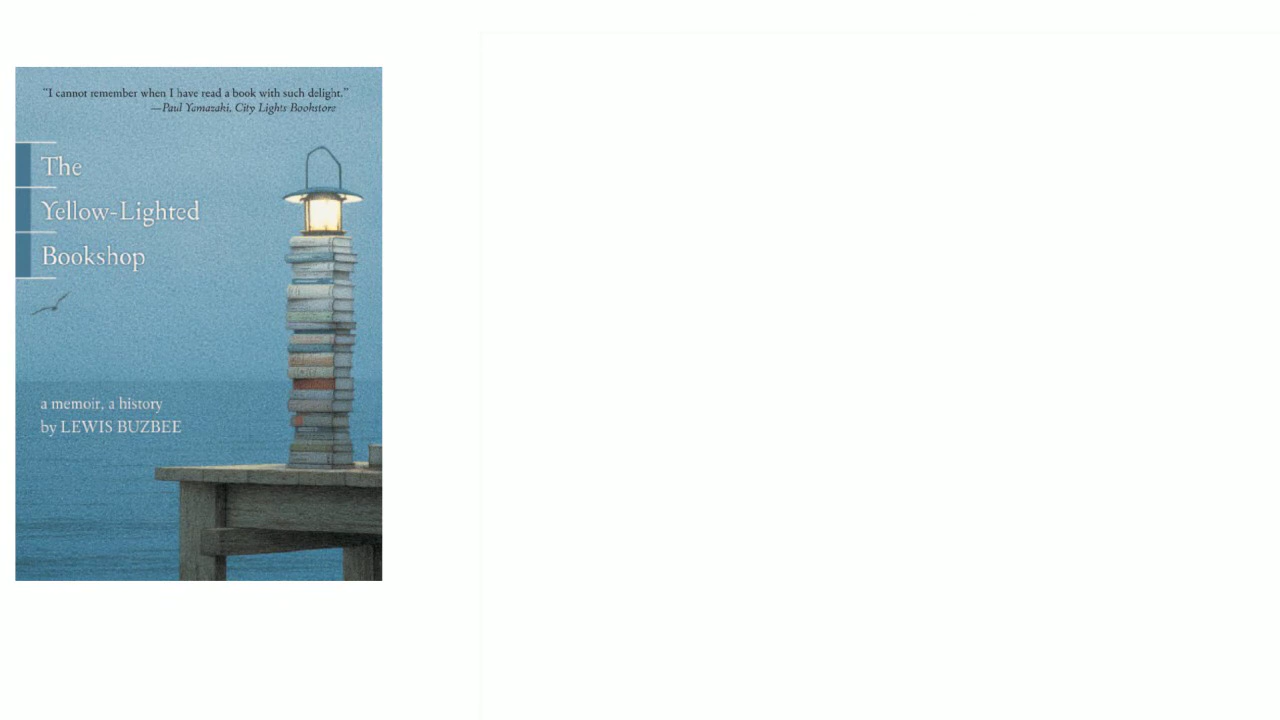 “I cannot remember when I have read a book with such delight.”
—Paul Yamazaki, City Lights Bookstore
The
Yellow-Lighted
Bookshop
a memoir, a history
by LEWIS BUZBEE